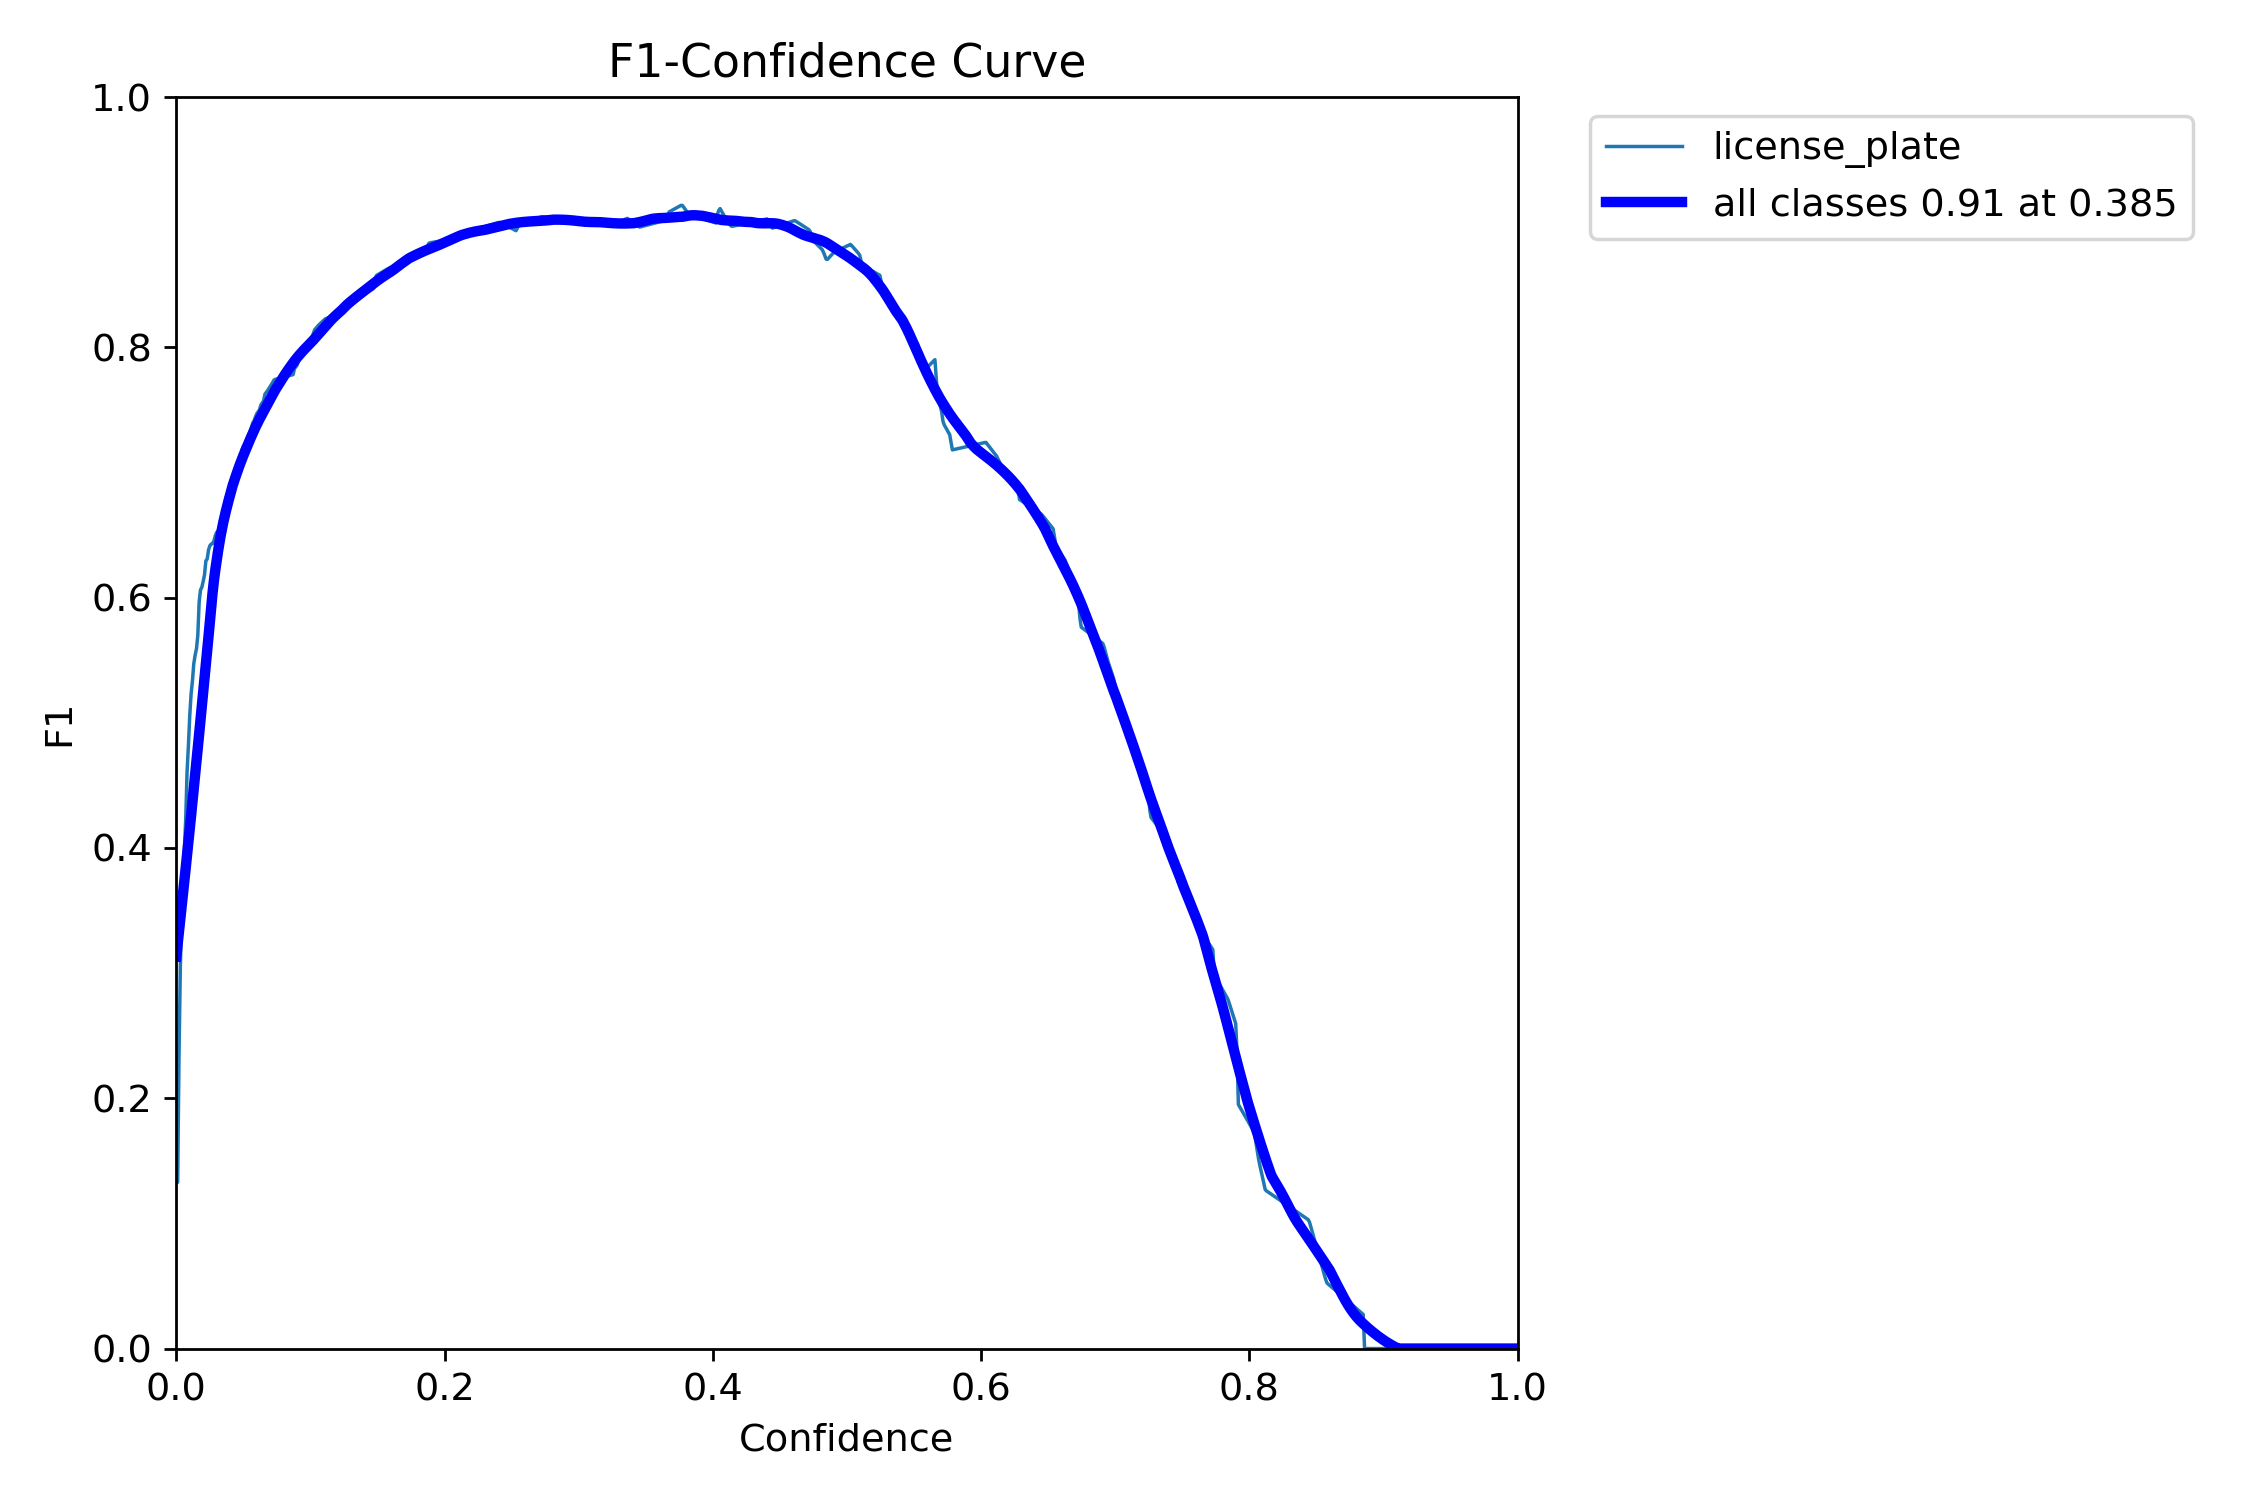 F1-Confidence Curve
1.0
0.8
0.6
0.4
0.2
0.0
F1
0.0 0.2 0.4 0.6 0.8 1.0
Confidence
license_plate
all classes 0.91 at 0.385